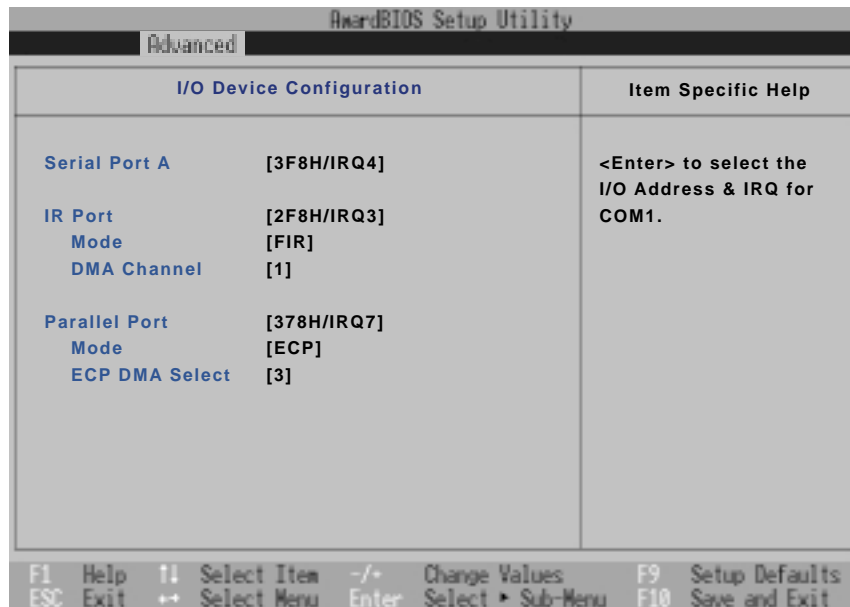 AwardBIOS Setup Utility
Advanced
I/O Device Configuration
Item Specific Help
Serial Port A [3F8H/IRQ4]
IR Port [2F8H/IRQ3]
Mode [FIR]
DMA Channel [1]
Parallel Port [378H/IRQ7]
Mode [ECP]
ECP DMA Select [3]
<Enter> to select the
I/O Address & IRQ for
COM1.
F1 Help ↑↓ Select Item -/+ Change Values F9 Setup Defaults
ESC Exit ←→ Select Menu Enter Select ▸ Sub-Menu F10 Save and Exit